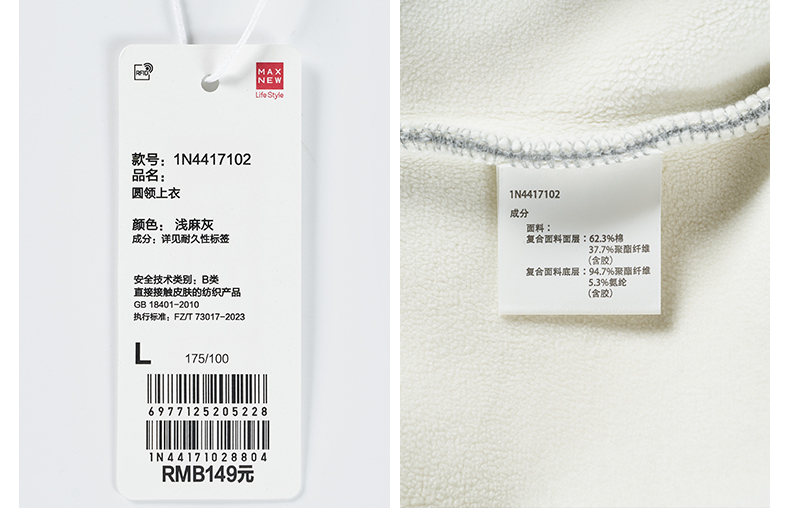 RFID
MAX
NEW
Life·Style
款号：1N4417102
品名：
圆领上衣
颜色： 浅麻灰
成分：详见耐久性标签
安全技术类别：B类
直接接触皮肤的纺织产品
GB 18401-2010
执行标准：FZ/T 73017-2023
L 175/100
6977125205228
1N44171028804
RMB149元
1N4417102
成分
面料：
复合面料面层：62.3%棉
37.7%聚酯纤维
(含胶)
复合面料底层：94.7%聚酯纤维
5.3%氨纶
(含胶)